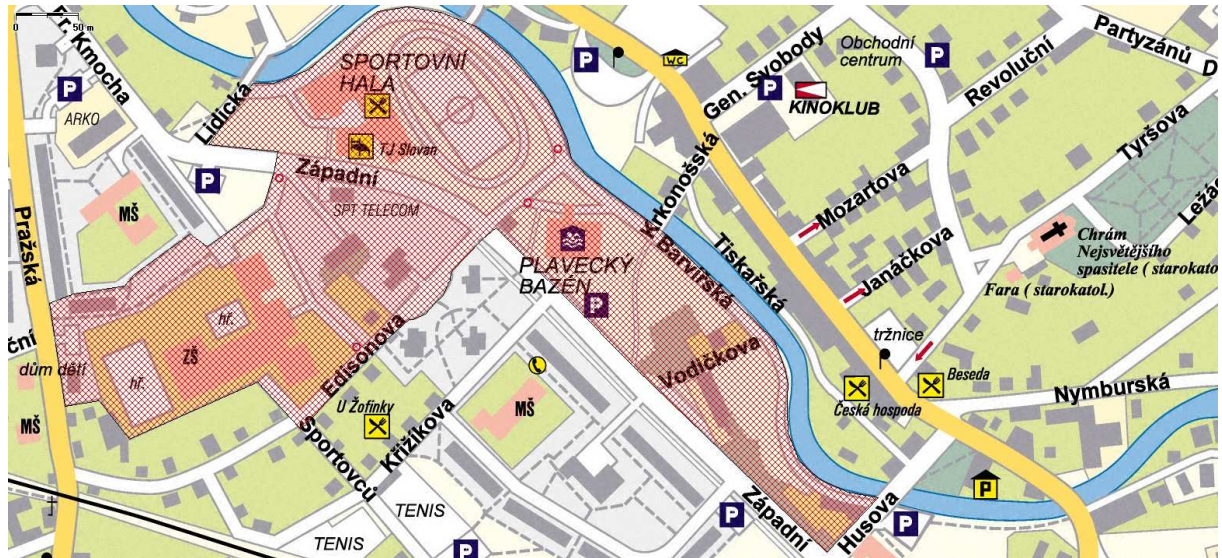 0 50 m
Fr. Kmocha
P
ARKO
Lidická
SPORTOVNÍ
HALA
TJ Slovan
Západní
SPT TELECOM
P
MŠ
Pražská
P
WC
Gen. Svobody
P
KINOKLUB
Obchodní
centrum
P
Revoluční
Partyzánů
D
Tyršova
Krkonošská
Mozartova
Janáčkova
Chrám
Nejsvětějšího
spasitele ( starokato
Fara ( starokatol.)
PLAVECKÝ
BAZÉN
P
Barvířská
Tiskařská
Vodičkova
tržnice
Beseda
Česká hospoda
Nymburská
P
hř.
ZŠ
hř.
ční
dům dětí
MŠ
Edisonova
U Žofinky
Sportovců
Křižíkova
MŠ
TENIS
TENIS
P
P
Západní
Husova
P